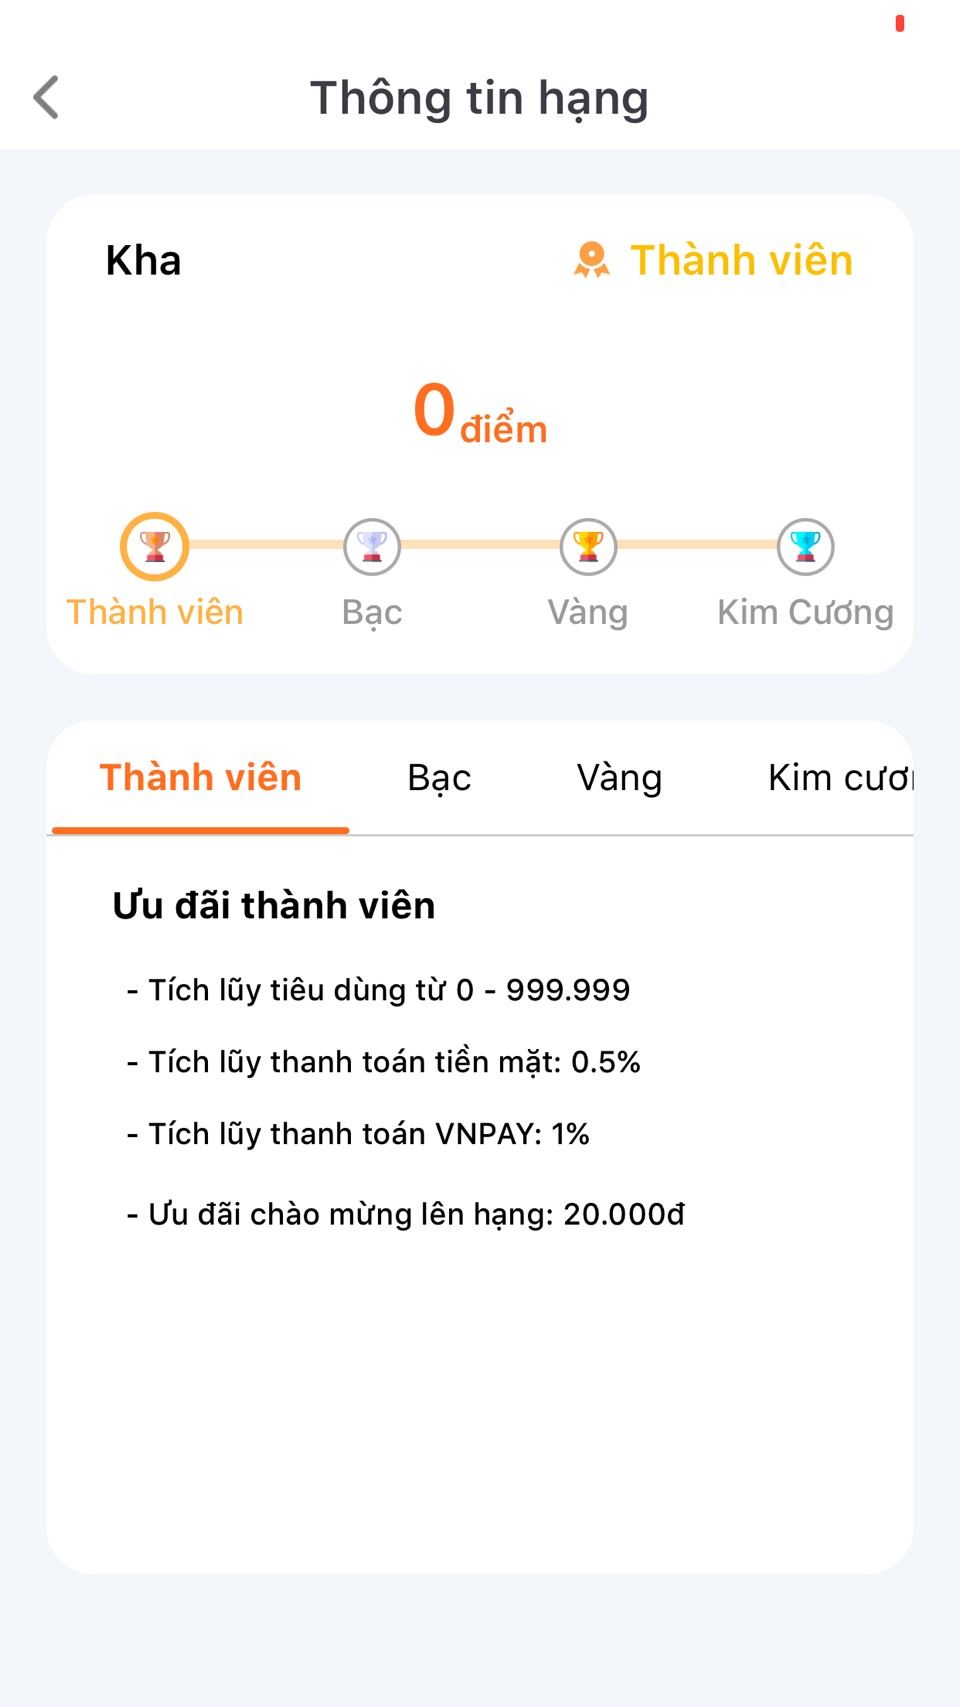 Thông tin hạng
Kha
Thành viên
0 điểm
Thành viên Bạc Vàng Kim Cương
Thành viên Bạc Vàng Kim cươ
Ưu đãi thành viên
- Tích lũy tiêu dùng từ 0 - 999.999
- Tích lũy thanh toán tiền mặt: 0.5%
- Tích lũy thanh toán VNPAY: 1%
- Ưu đãi chào mừng lên hạng: 20.000đ